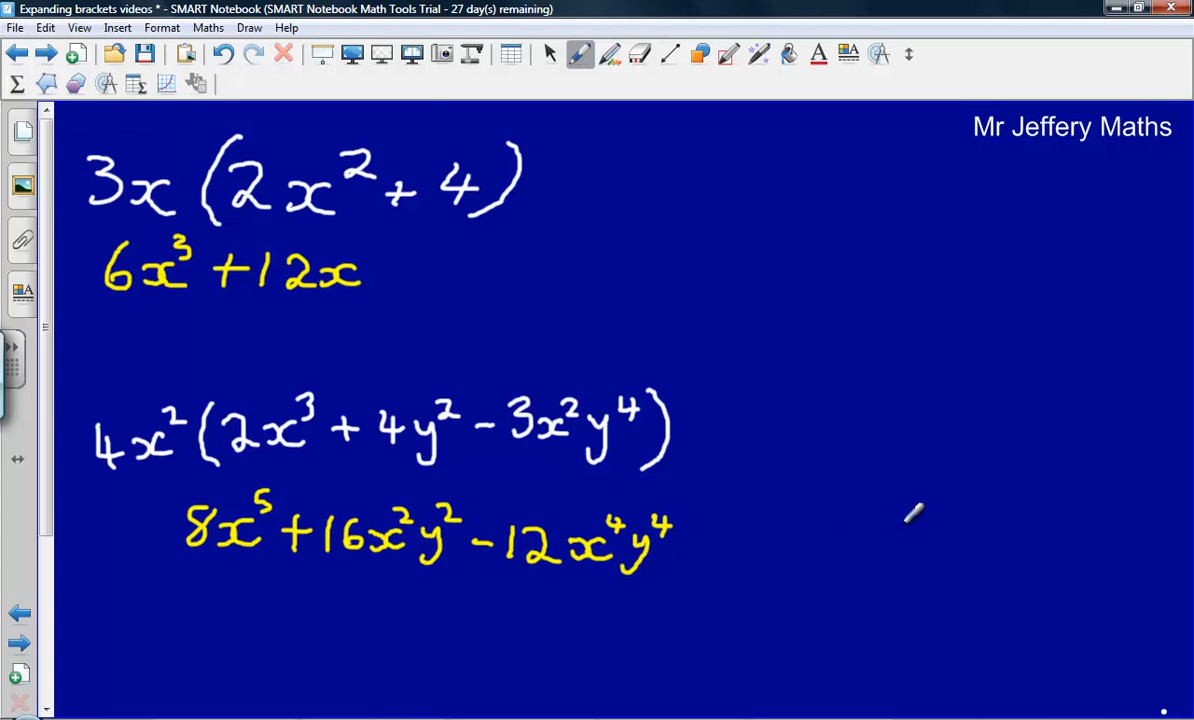 Expanding brackets videos * - SMART Notebook (SMART Notebook Math Tools Trial - 27 day(s) remaining)
File Edit View Insert Format Maths Draw Help
Mr Jeffery Maths
3x(2x² + 4)
6x³ + 12x
4x²(2x³ + 4y² - 3x²y⁴)
8x⁵ + 16x²y² - 12x⁴y⁴